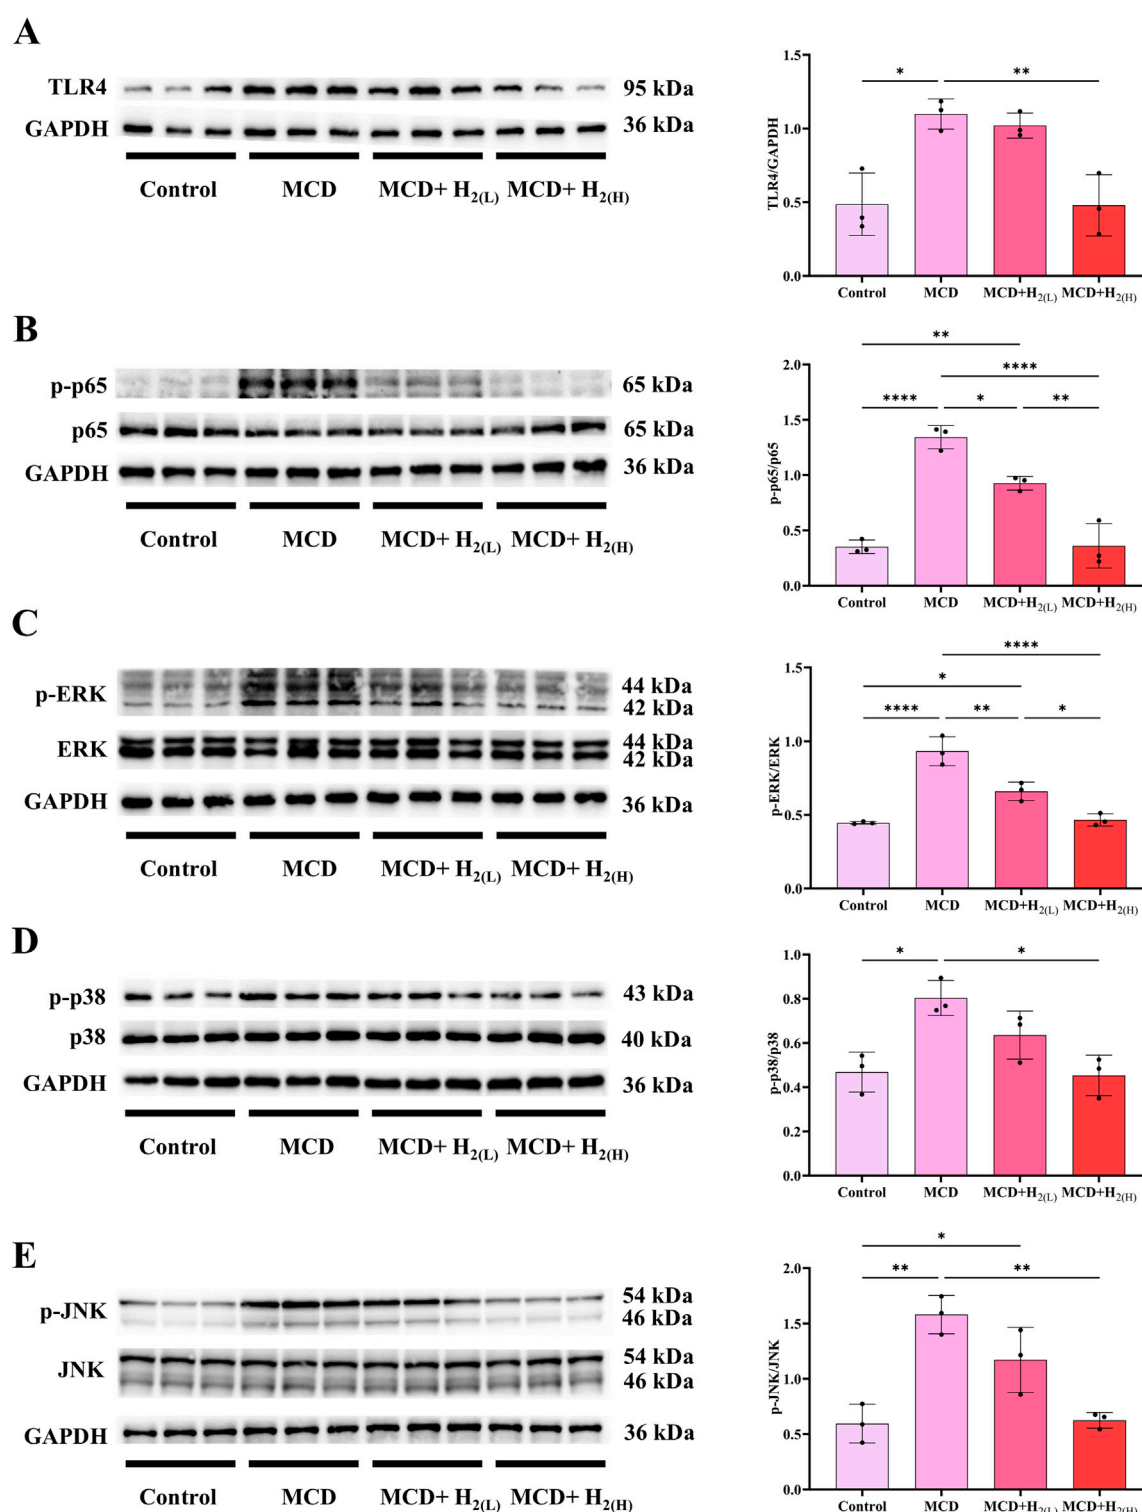 A
TLR4 95 kDa
GAPDH 36 kDa
Control MCD MCD+ H2(L) MCD+ H2(H)
TLR4/GAPDH
1.5
1.0
0.5
0.0
* **
Control MCD MCD+H2(L) MCD+H2(H)
B
p-p65 65 kDa
p65 65 kDa
GAPDH 36 kDa
Control MCD MCD+ H2(L) MCD+ H2(H)
p-p65/p65
2.0
1.5
1.0
0.5
0.0
**
****
**** * **
Control MCD MCD+H2(L) MCD+H2(H)
C
p-ERK 44 kDa
42 kDa
ERK 44 kDa
42 kDa
GAPDH 36 kDa
Control MCD MCD+ H2(L) MCD+ H2(H)
p-ERK/ERK
1.5
1.0
0.5
0.0
****
*
**** ** *
Control MCD MCD+H2(L) MCD+H2(H)
D
p-p38 43 kDa
p38 40 kDa
GAPDH 36 kDa
Control MCD MCD+ H2(L) MCD+ H2(H)
p-p38/p38
1.0
0.8
0.6
0.4
0.2
0.0
* *
Control MCD MCD+H2(L) MCD+H2(H)
E
p-JNK 54 kDa
46 kDa
JNK 54 kDa
46 kDa
GAPDH 36 kDa
Control MCD MCD+ H2(L) MCD+ H2(H)
p-JNK/JNK
2.0
1.5
1.0
0.5
0.0
*
** **
Control MCD MCD+H2(L) MCD+H2(H)